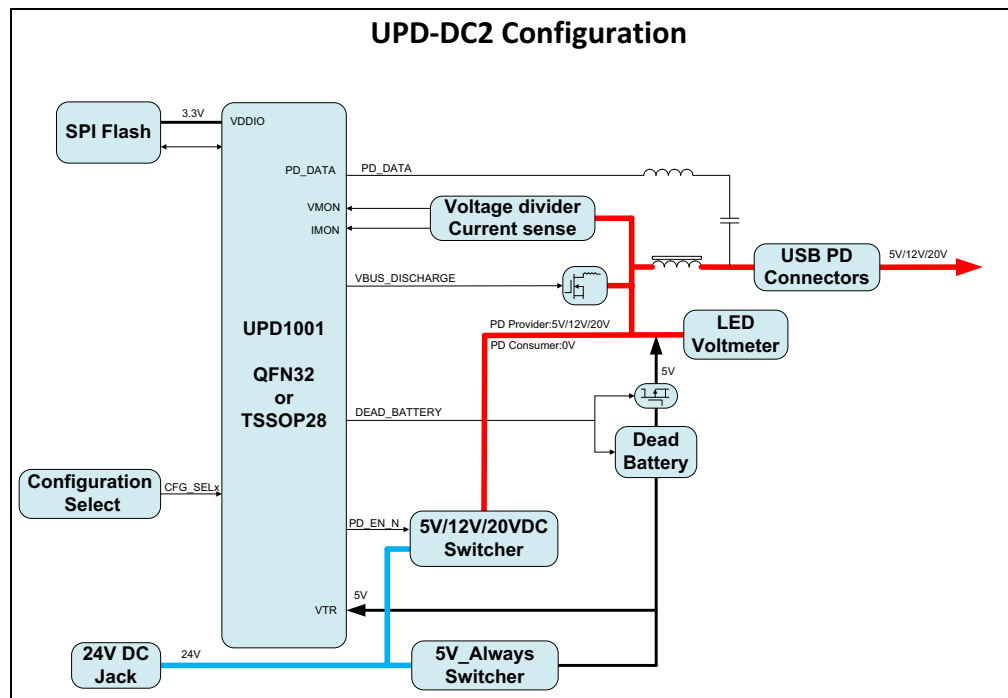 UPD-DC2 Configuration
SPI Flash
3.3V
VDDIO
PD_DATA
PD_DATA
VMON
IMON
Voltage divider
Current sense
USB PD
Connectors
5V/12V/20V
VBUS_DISCHARGE
UPD1001
QFN32
or
TSSOP28
PD Provider:5V/12V/20V
PD Consumer:0V
LED
Voltmeter
5V
DEAD_BATTERY
Dead
Battery
Configuration
Select
CFG_SELx
PD_EN_N
5V/12V/20VDC
Switcher
5V
VTR
24V DC
Jack
24V
5V_Always
Switcher